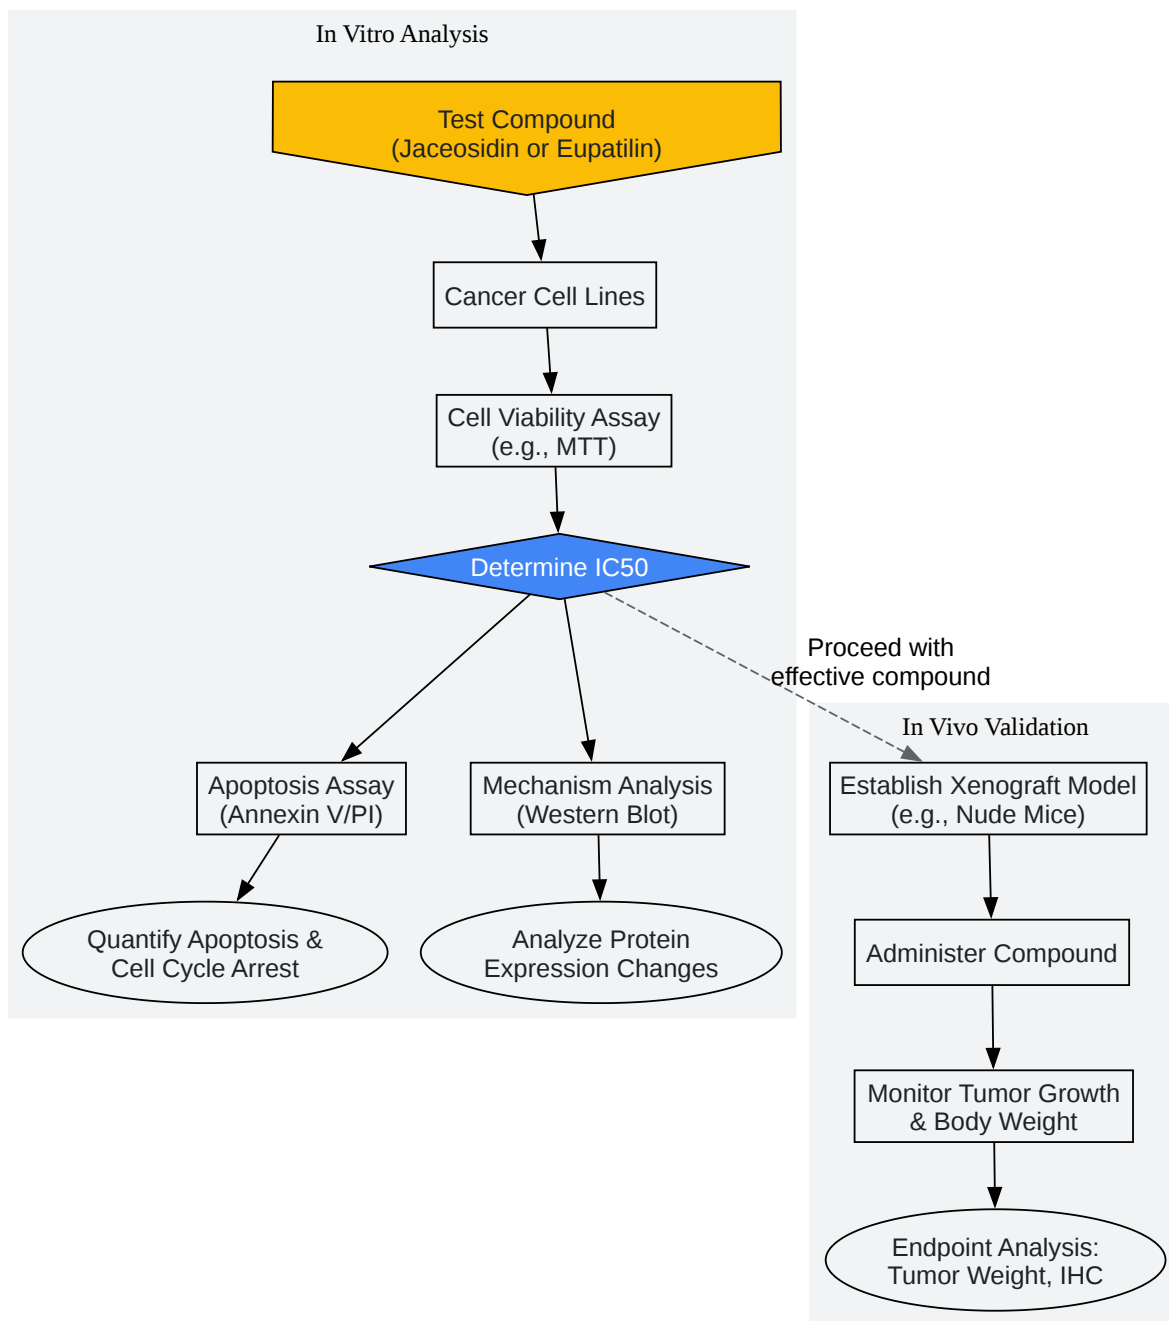 In Vitro Analysis
Test Compound
(Jaceosidin or Eupatilin)
Cancer Cell Lines
Cell Viability Assay
(e.g., MTT)
Determine IC50
Proceed with
effective compound
Apoptosis Assay
(Annexin V/PI)
Mechanism Analysis
(Western Blot)
Quantify Apoptosis &
Cell Cycle Arrest
Analyze Protein
Expression Changes
In Vivo Validation
Establish Xenograft Model
(e.g., Nude Mice)
Administer Compound
Monitor Tumor Growth
& Body Weight
Endpoint Analysis:
Tumor Weight, IHC